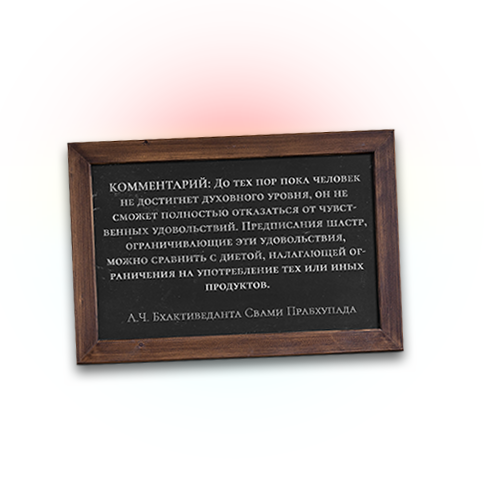 КОММЕНТАРИЙ: До тех пор пока человек
не достигнет духовного уровня, он не
сможет полностью отказаться от чувст-
венных удовольствий. Предписания шастр,
ограничивающие эти удовольствия,
можно сравнить с диетой, налагающей ог-
раничения на употребление тех или иных
продуктов.
А.Ч. Бхактиведанта Свами Прабхупада